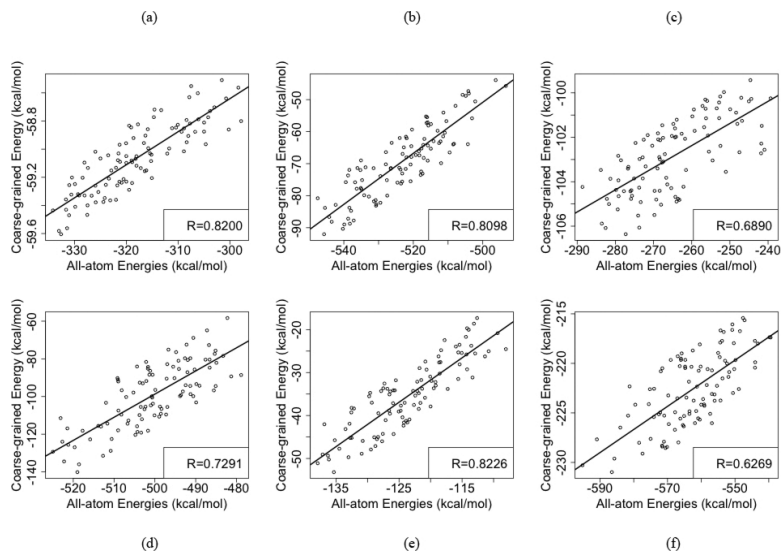 (a)
(b)
(c)
Coarse-grained Energy (kcal/mol)
-58.8
-59.2
-59.6
-330
-320
-310
-300
R=0.8200
All-atom Energies (kcal/mol)
Coarse-grained Energy (kcal/mol)
-50
-60
-70
-80
-90
-540
-520
-500
R=0.8098
All-atom Energies (kcal/mol)
Coarse-grained Energy (kcal/mol)
-100
-102
-104
-106
-290
-280
-270
-260
-250
-240
R=0.6890
All-atom Energies (kcal/mol)
Coarse-grained Energy (kcal/mol)
-60
-80
-100
-120
-140
-520
-510
-500
-490
-480
R=0.7291
All-atom Energies (kcal/mol)
Coarse-grained Energy (kcal/mol)
-20
-30
-40
-50
-135
-125
-115
R=0.8226
All-atom Energies (kcal/mol)
Coarse-grained Energy (kcal/mol)
-215
-220
-225
-230
-590
-570
-550
R=0.6269
All-atom Energies (kcal/mol)
(d)
(e)
(f)